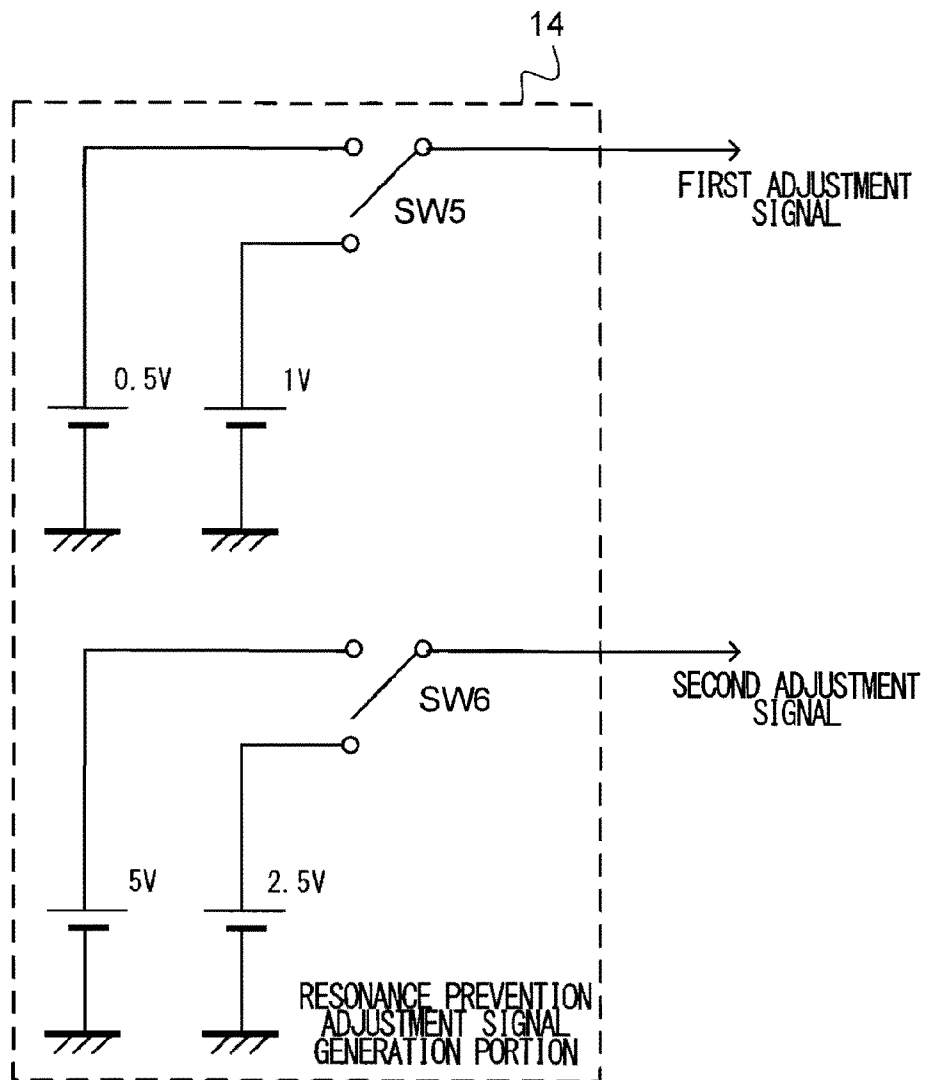 14
SW5
FIRST ADJUSTMENT
SIGNAL
0.5V
1V
SW6
SECOND ADJUSTMENT
SIGNAL
5V
2.5V
RESONANCE PREVENTION
ADJUSTMENT SIGNAL
GENERATION PORTION